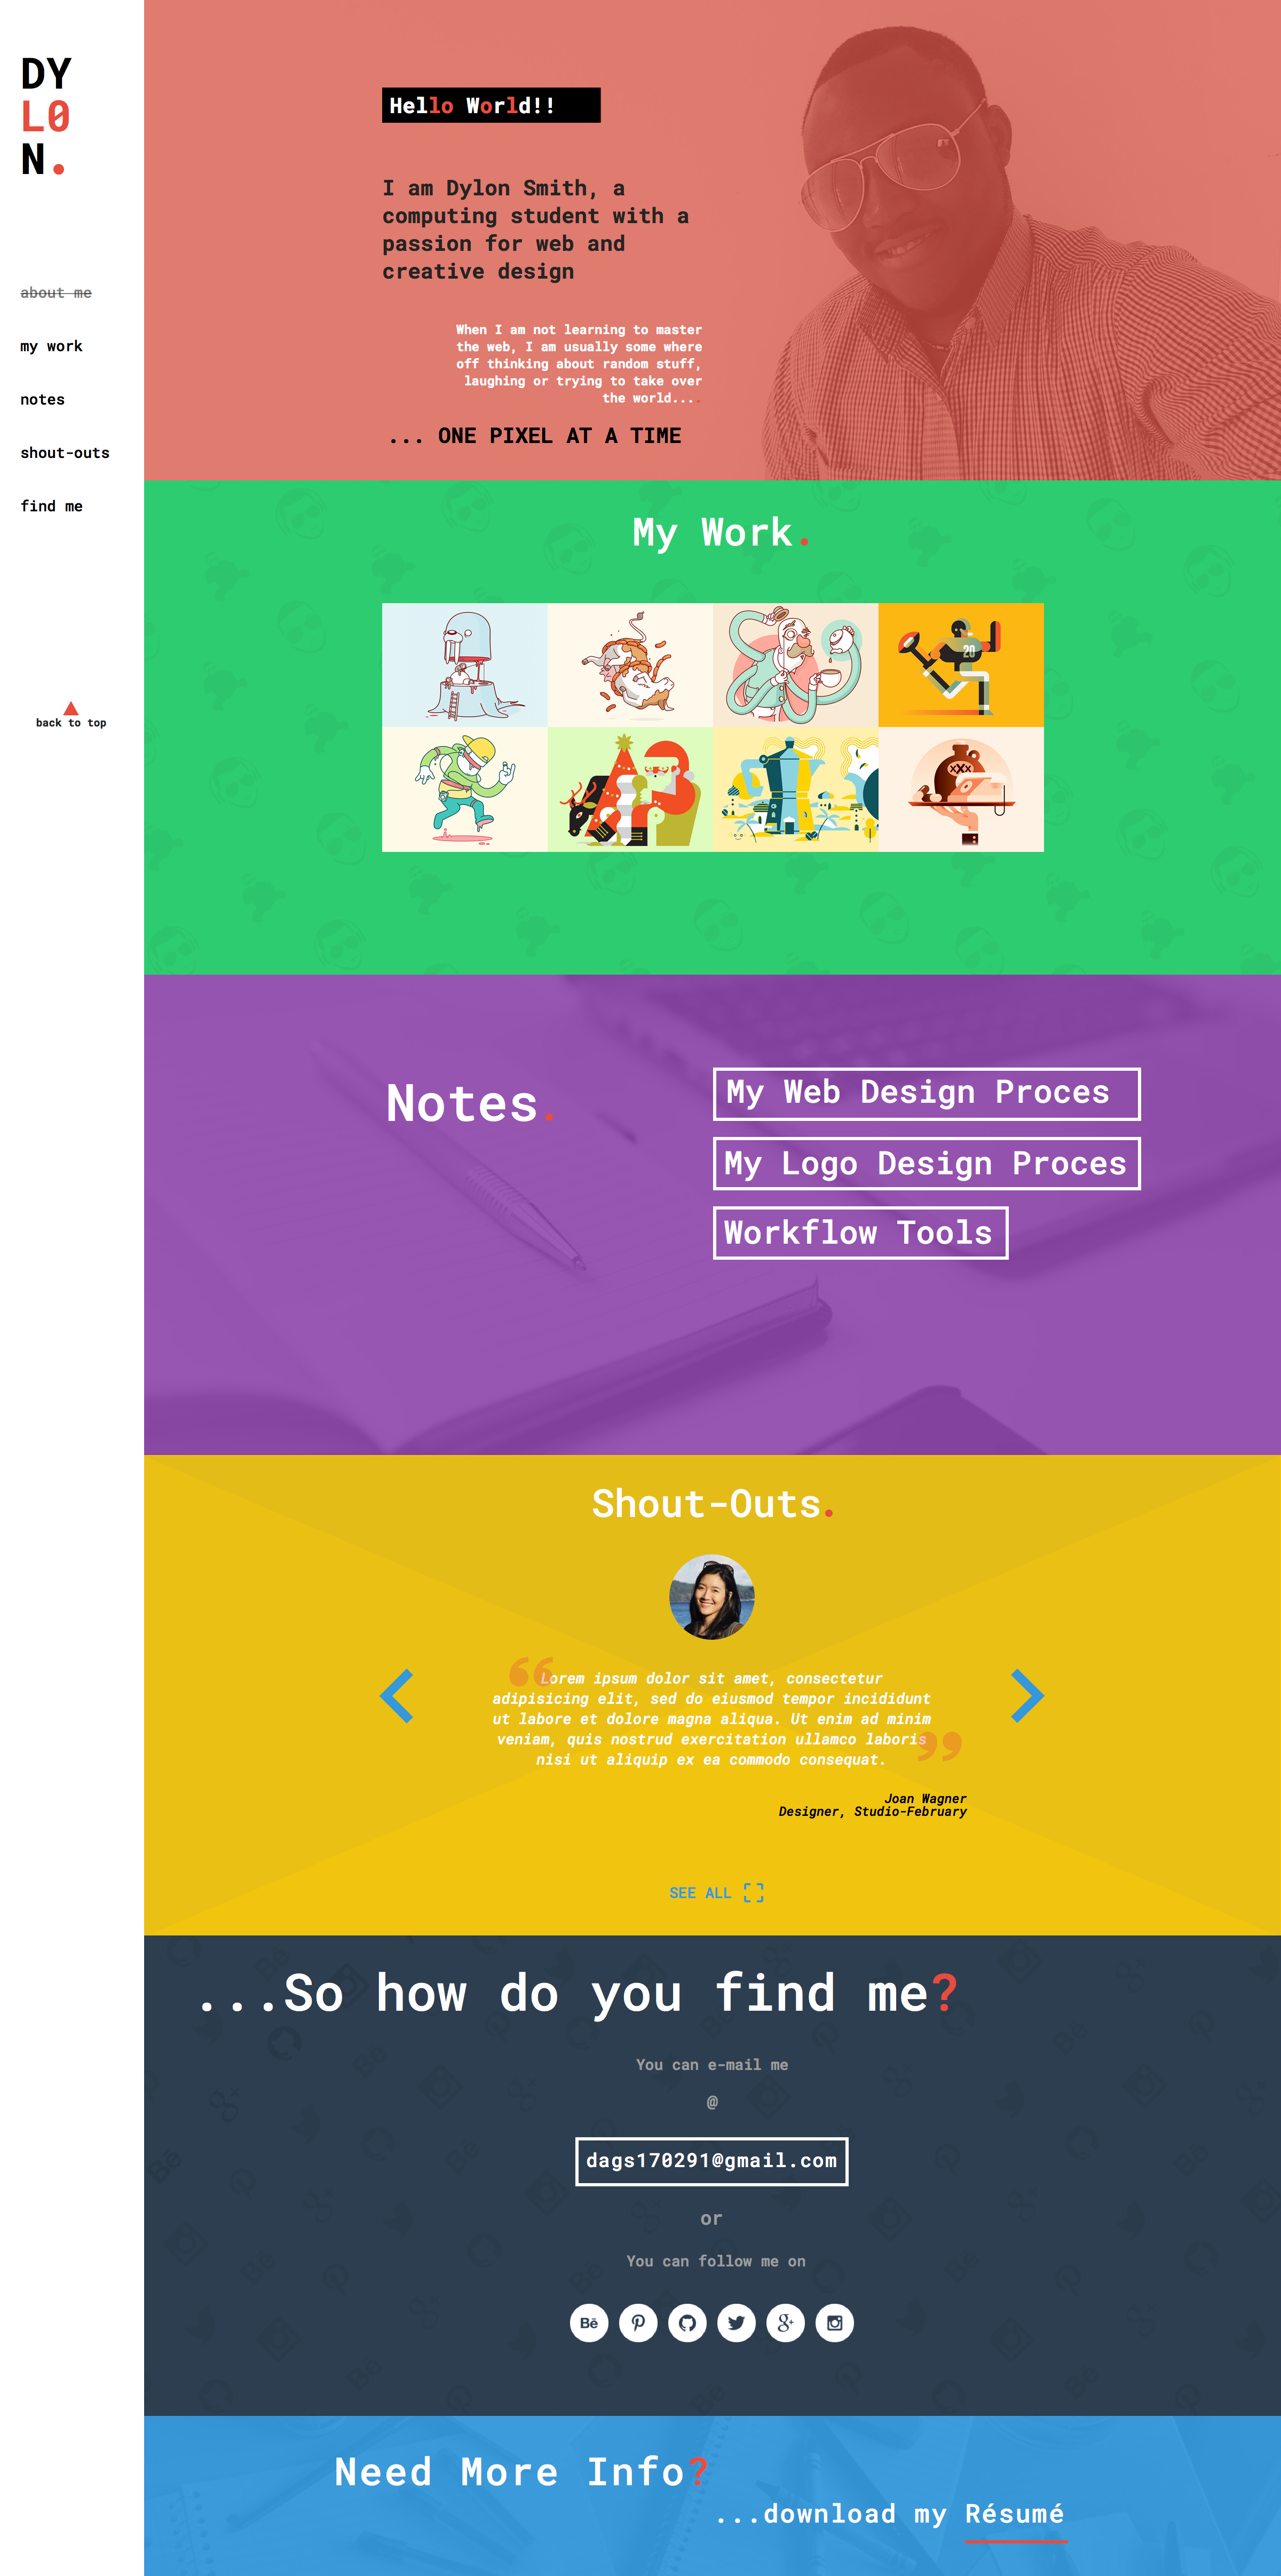 DY
L0
N.
about me
my work
notes
shout-outs
find me
back to top
Hello World!!
I am Dylon Smith, a
computing student with a
passion for web and
creative design
When I am not learning to master
the web, I am usually some where
off thinking about random stuff,
laughing or trying to take over
the world....
... ONE PIXEL AT A TIME
My Work.
20
xXx
Notes.
My Web Design Proces
My Logo Design Proces
Workflow Tools
Shout-Outs.
“Lorem ipsum dolor sit amet, consectetur
adipisicing elit, sed do eiusmod tempor incididunt
ut labore et dolore magna aliqua. Ut enim ad minim
veniam, quis nostrud exercitation ullamco laboris
nisi ut aliquip ex ea commodo consequat.”
Joan Wagner
Designer, Studio-February
SEE ALL
...So how do you find me?
You can e-mail me
@
dags170291@gmail.com
or
You can follow me on
Bē
g+
Need More Info?
...download my Résumé